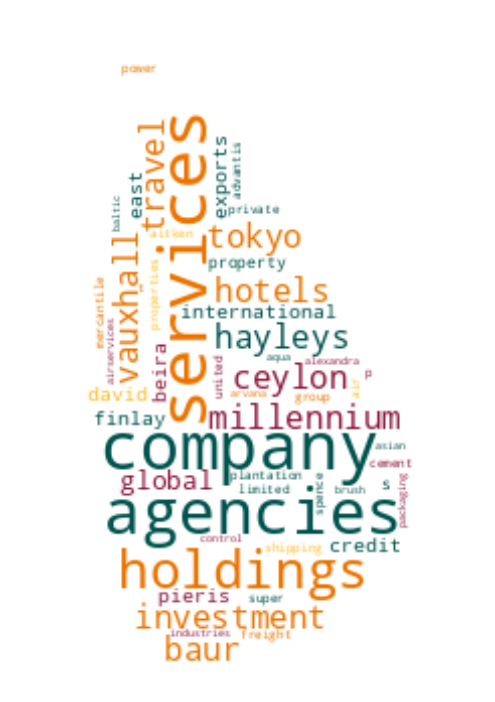 power
services
travel
exports
advantis
east
baltic
private
aitken
tokyo
vauxhall
property
properties
hotels
mercantile
international
airservices
hayleys
beira
united
aqua
alexandra
ceylon
p
air
david
arvana
group
finlay
millennium
company
asian
cement
global
plantation
limited
spence
brush
s
packaging
agencies
control
shipping
credit
holdings
pieris
super
investment
industries
freight
baur